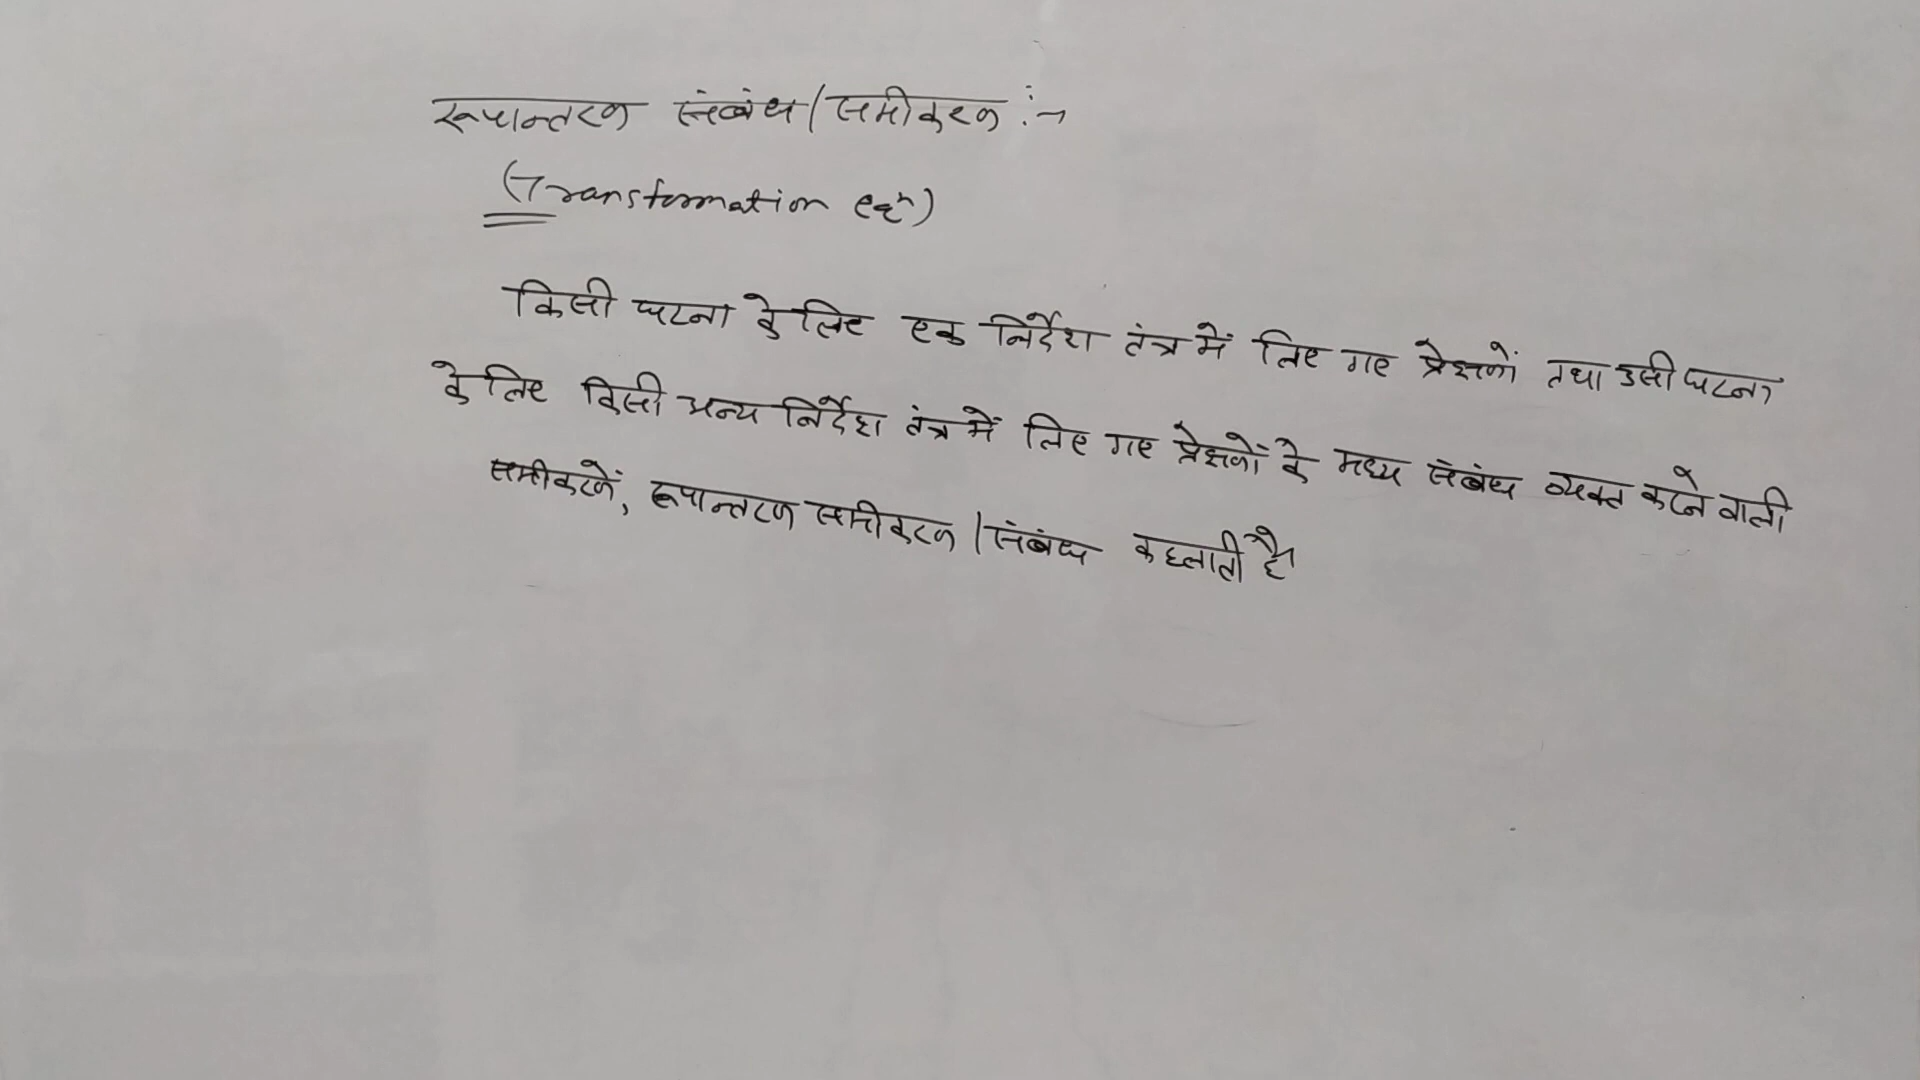 रूपान्तरण संबंध/समीकरण :→
(Transformation eqⁿ)
किसी घटना के लिए एक निर्देश तंत्र में लिए गए प्रेक्षणों तथा उसी घटना
के लिए किसी अन्य निर्देश तंत्र में लिए गए प्रेक्षणों के मध्य संबंध व्यक्त करने वाली
समीकरणें, रूपान्तरण समीकरण/संबंध कहलाती है